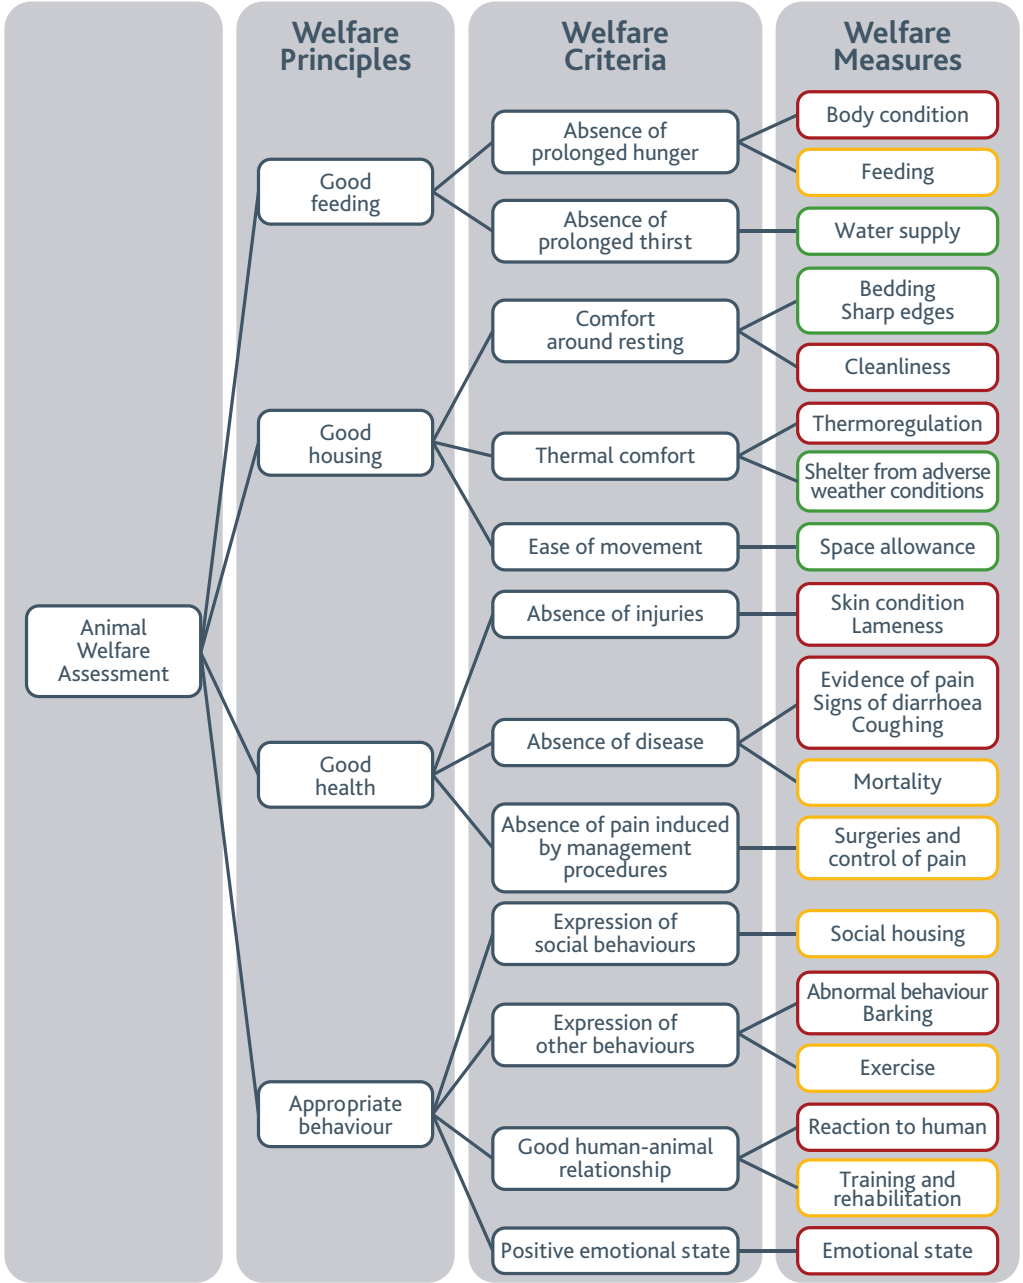 Welfare
Principles
Welfare
Criteria
Welfare
Measures
Animal
Welfare
Assessment
Good
feeding
Good
housing
Good
health
Appropriate
behaviour
Absence of
prolonged hunger
Absence of
prolonged thirst
Comfort
around resting
Thermal comfort
Ease of movement
Absence of injuries
Absence of disease
Absence of pain induced
by management
procedures
Expression of
social behaviours
Expression of
other behaviours
Good human-animal
relationship
Positive emotional state
Body condition
Feeding
Water supply
Bedding
Sharp edges
Cleanliness
Thermoregulation
Shelter from adverse
weather conditions
Space allowance
Skin condition
Lameness
Evidence of pain
Signs of diarrhoea
Coughing
Mortality
Surgeries and
control of pain
Social housing
Abnormal behaviour
Barking
Exercise
Reaction to human
Training and
rehabilitation
Emotional state